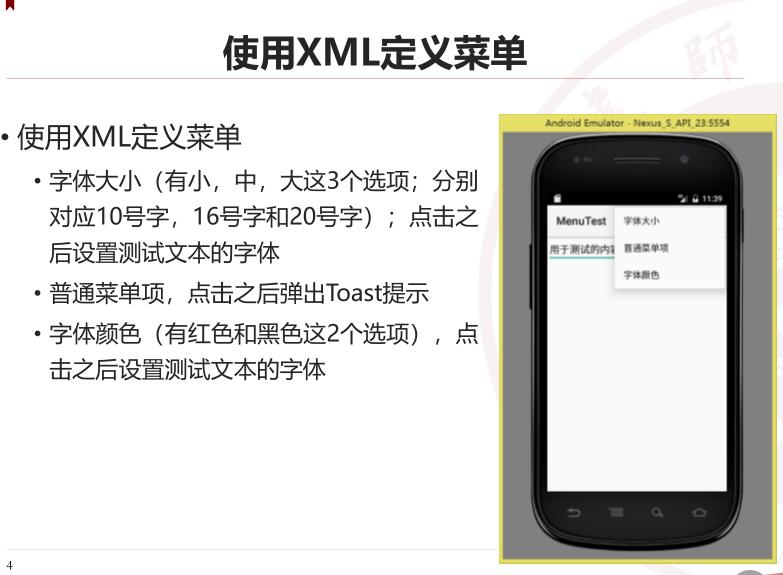 使用XML定义菜单
• 使用XML定义菜单
• 字体大小（有小，中，大这3个选项；分别
对应10号字，16号字和20号字）；点击之
后设置测试文本的字体
• 普通菜单项，点击之后弹出Toast提示
• 字体颜色（有红色和黑色这2个选项），点
击之后设置测试文本的字体
Android Emulator - Nexus_S_API_23:5554
11:39
MenuTest
字体大小
用于测试的内容
普通菜单项
字体颜色
4